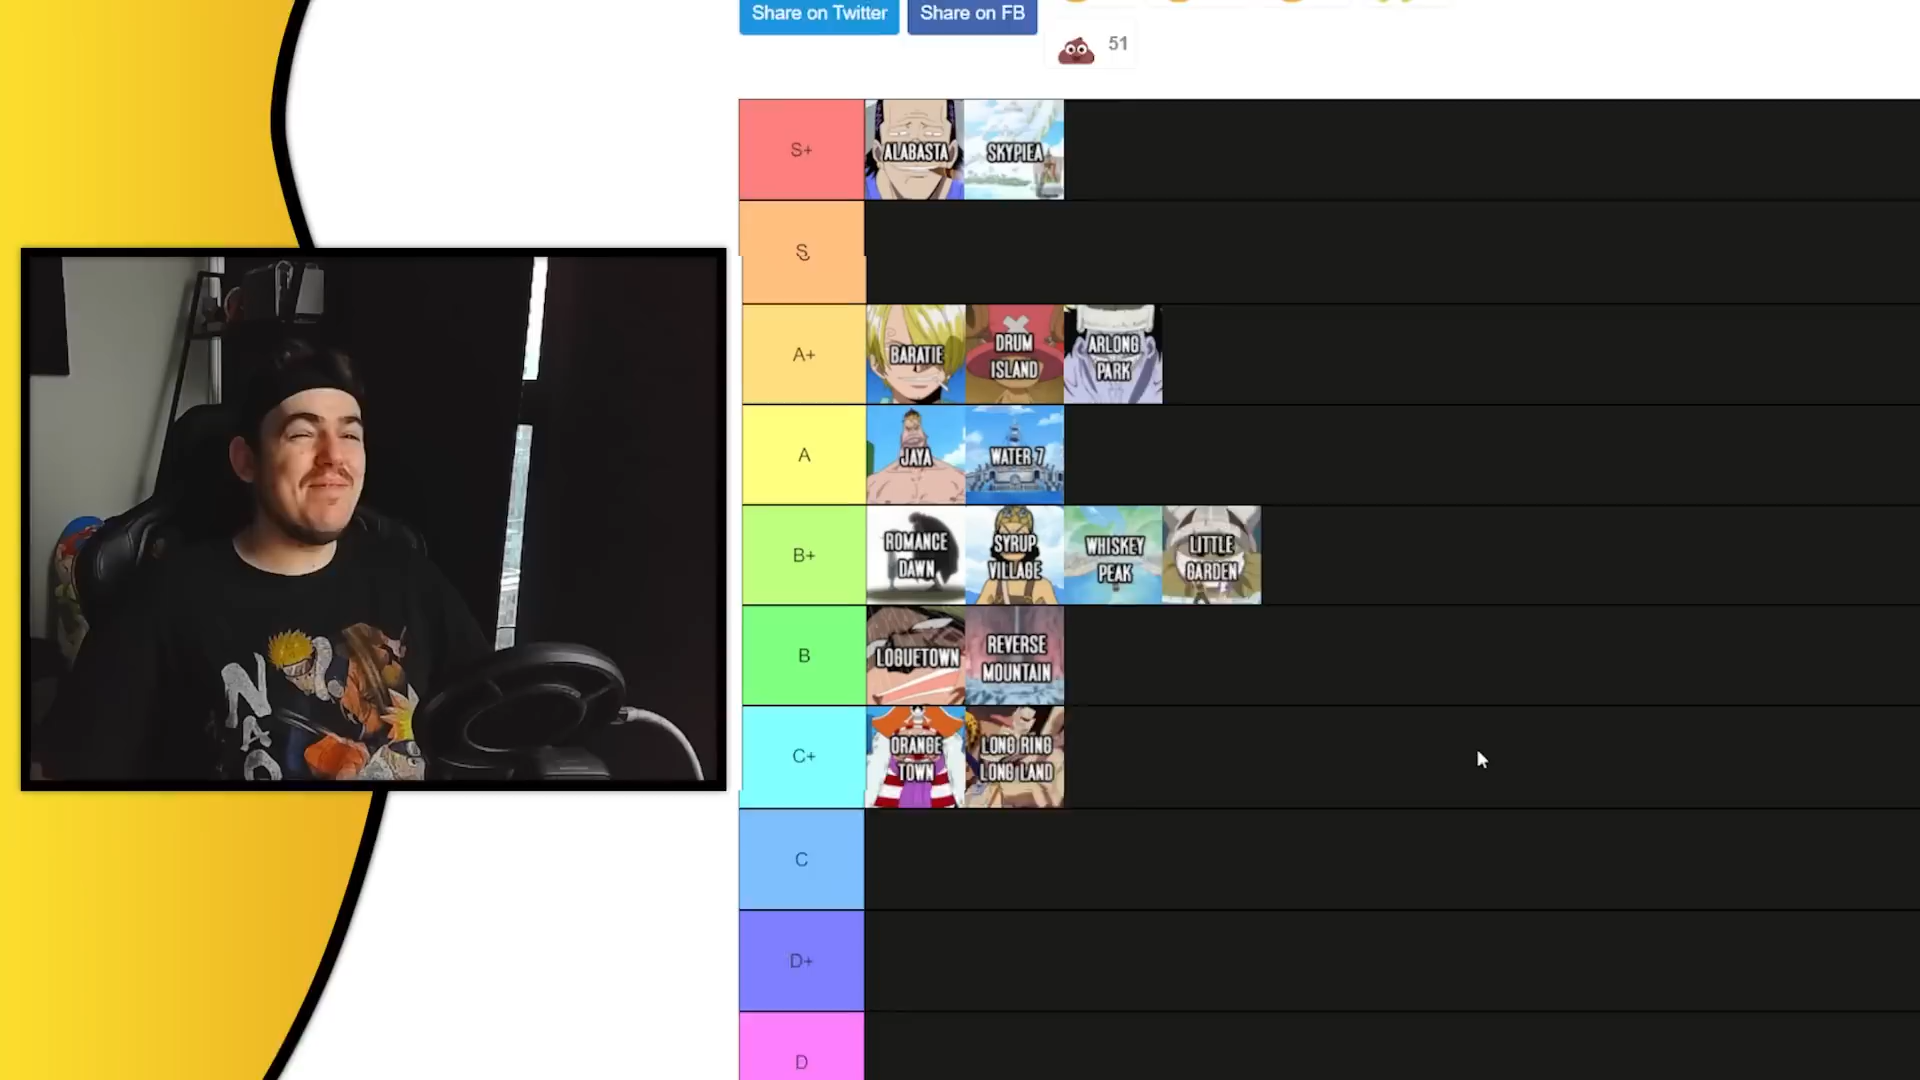 Share on Twitter
Share on FB
51
S+
ALABASTA
SKYPIEA
S
A+
BARATIE
DRUM
ISLAND
ARLONG
PARK
A
JAYA
WATER 7
B+
ROMANCE
DAWN
SYRUP
VILLAGE
WHISKEY
PEAK
LITTLE
GARDEN
B
LOGUETOWN
REVERSE
MOUNTAIN
C+
ORANGE
TOWN
LONG RING
LONG LAND
C
D+
D